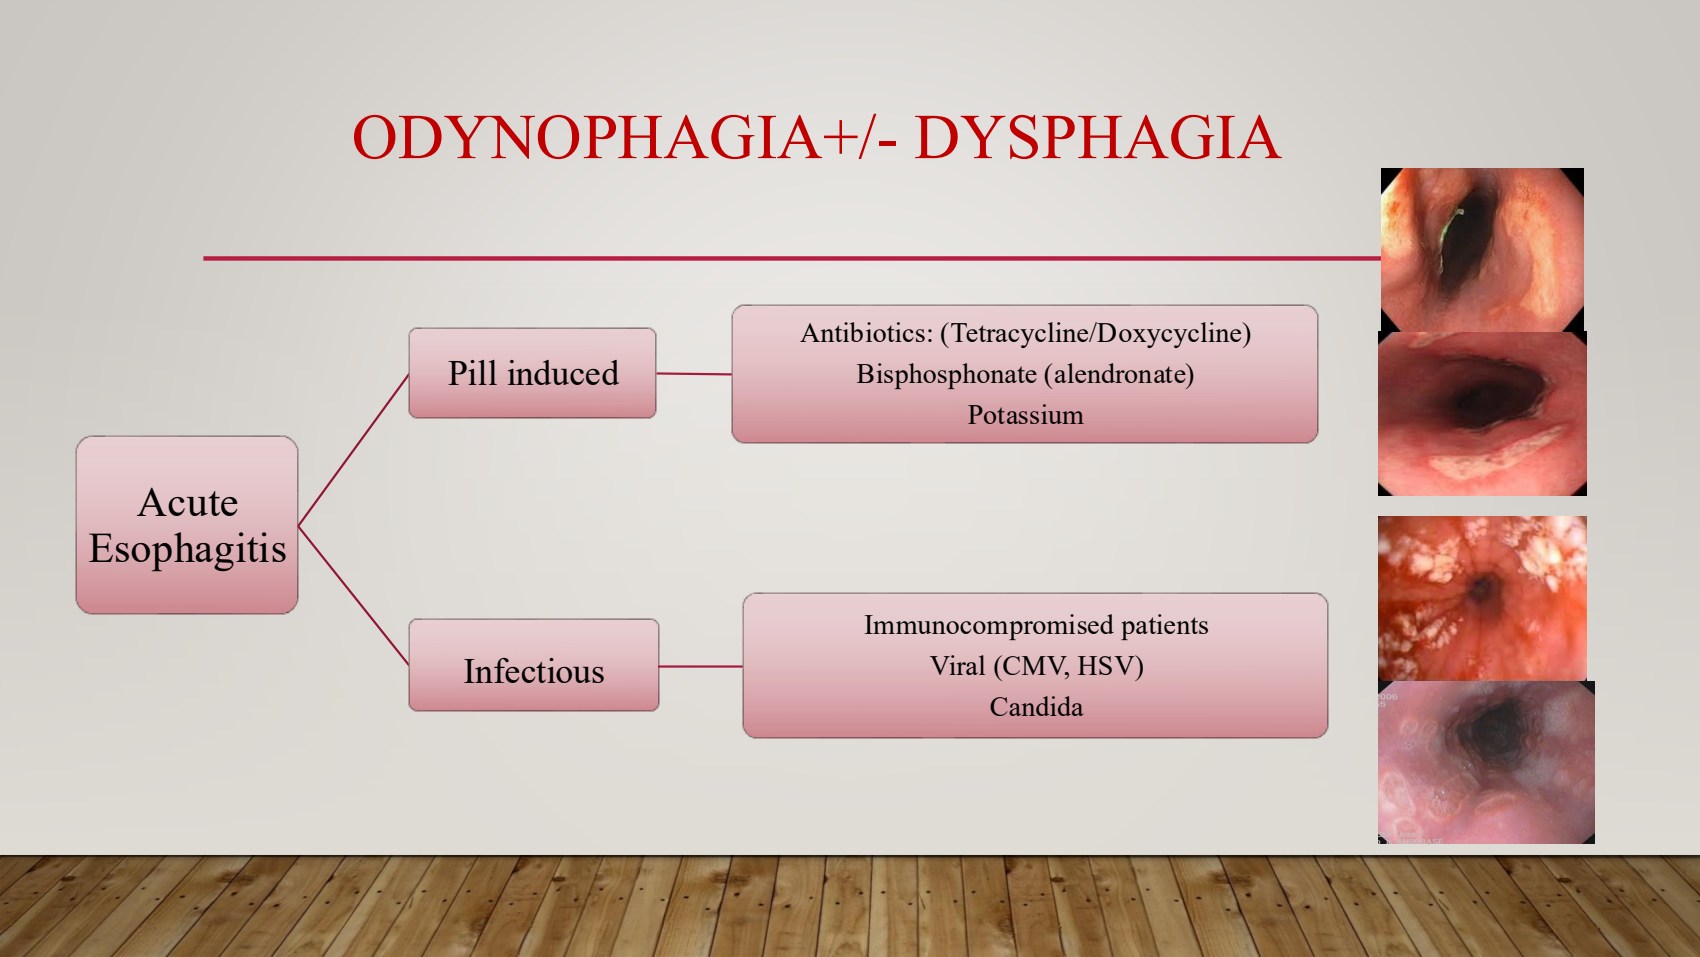 ODYNOPHAGIA+/- DYSPHAGIA
Acute
Esophagitis
Pill induced
Antibiotics: (Tetracycline/Doxycycline)
Bisphosphonate (alendronate)
Potassium
Infectious
Immunocompromised patients
Viral (CMV, HSV)
Candida